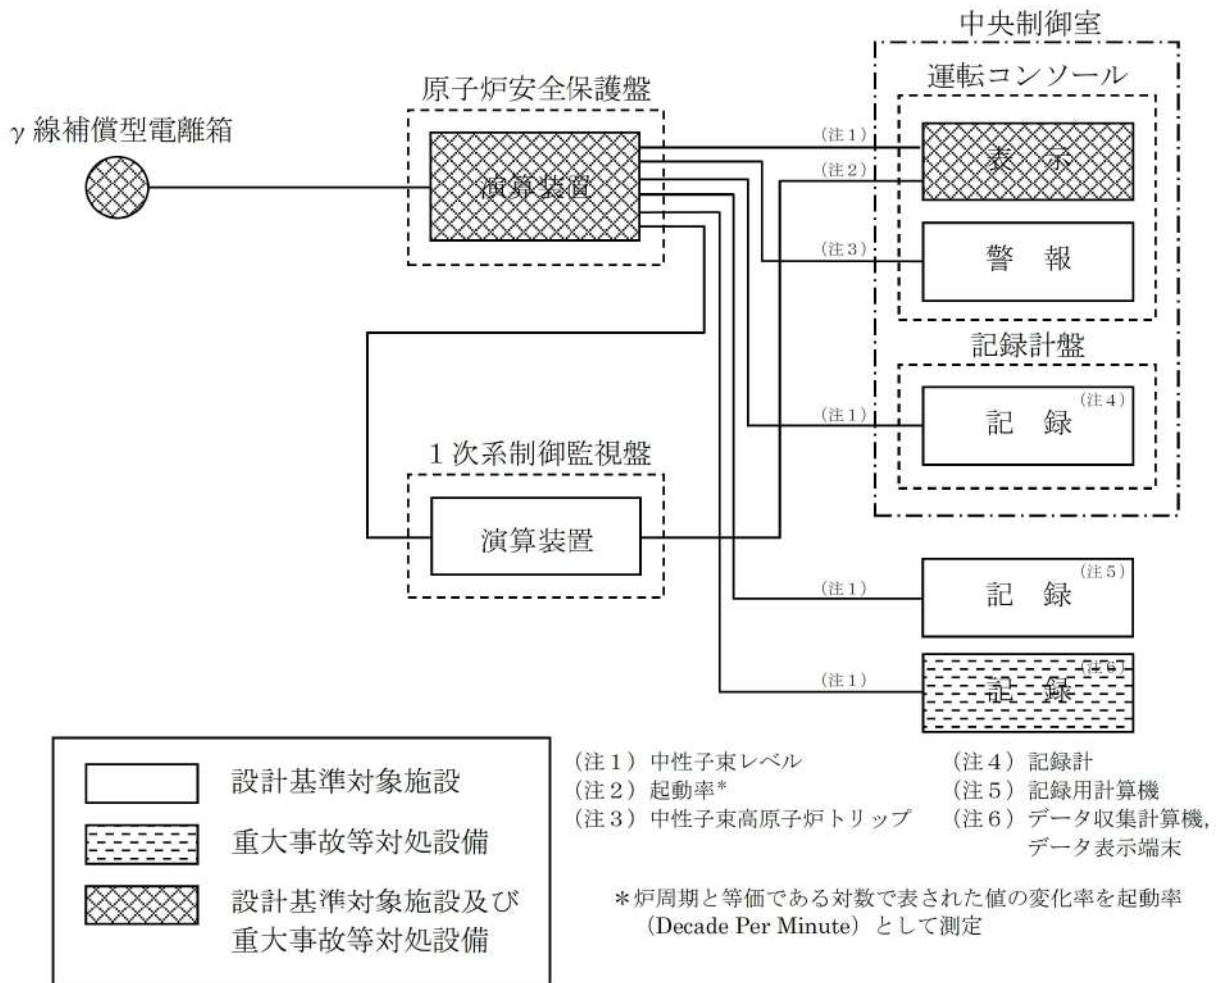 中央制御室
運転コンソール
原子炉安全保護盤
γ線補償型電離箱
(注1)
表 示
(注2)
演算装置
(注3)
警 報
記録計盤
(注4)
(注1)
記 録
1次系制御監視盤
演算装置
(注5)
(注1)
記 録
(注6)
(注1)
記 録
設計基準対象施設
重大事故等対処設備
設計基準対象施設及び
重大事故等対処設備
(注1) 中性子束レベル
(注2) 起動率*
(注3) 中性子束高原子炉トリップ
(注4) 記録計
(注5) 記録用計算機
(注6) データ収集計算機,
データ表示端末
*炉周期と等価である対数で表された値の変化率を起動率
(Decade Per Minute) として測定